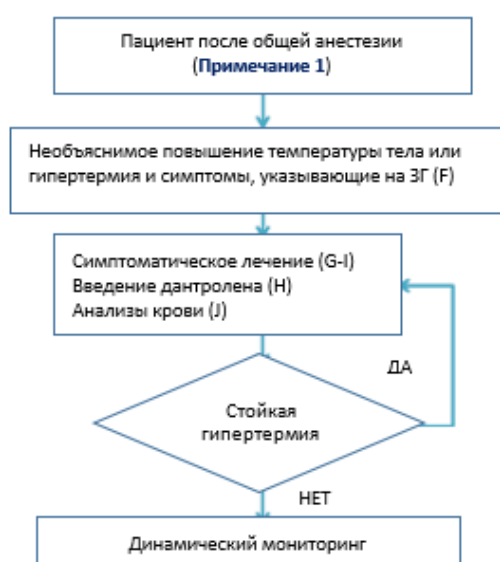 Пациент после общей анестезии
(Примечание 1)
Необъяснимое повышение температуры тела или
гипертермия и симптомы, указывающие на ЗГ (F)
Симптоматическое лечение (G-I)
Введение дантролена (H)
Анализы крови (J)
ДА
Стойкая
гипертермия
НЕТ
Динамический мониторинг